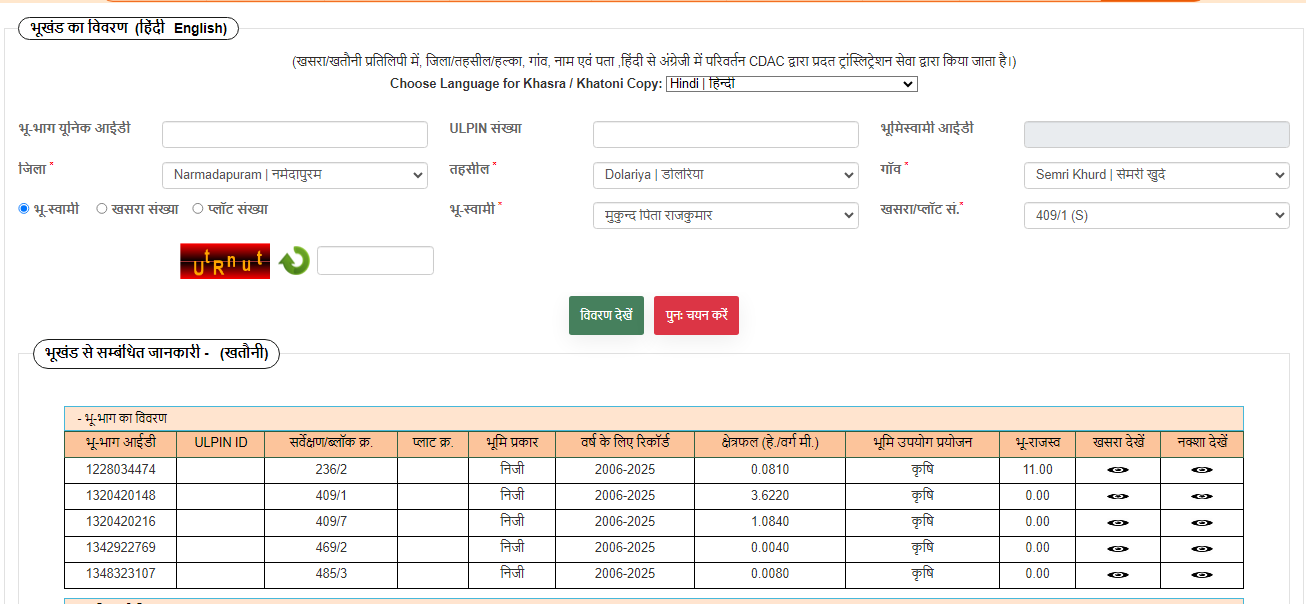 भूखंड का विवरण (हिंदी English)
(खसरा/खतौनी प्रतिलिपी में, जिला/तहसील/हल्का, गांव, नाम एवं पता ,हिंदी से अंग्रेजी में परिवर्तन CDAC द्वारा प्रदत ट्रांस्लिट्रेशन सेवा द्वारा किया जाता है।)
Choose Language for Khasra / Khatoni Copy: Hindi | हिन्दी
भू-भाग यूनिक आईडी ULPIN संख्या भूमिस्वामी आईडी
जिला * Narmadapuram | नर्मदापुरम तहसील * Dolariya | डोलरिया गाँव * Semri Khurd | सेमरी खुर्द
भू-स्वामी खसरा संख्या प्लॉट संख्या भू-स्वामी * मुकुन्द पिता राजकुमार खसरा/प्लॉट सं.* 409/1 (S)
UtRnut
विवरण देखें पुनः चयन करें
भूखंड से सम्बंधित जानकारी - (खतौनी)
- भू-भाग का विवरण
भू-भाग आईडी ULPIN ID सर्वेक्षण/ब्लॉक क्र. प्लाट क्र. भूमि प्रकार वर्ष के लिए रिकॉर्ड क्षेत्रफल (हे./वर्ग मी.) भूमि उपयोग प्रयोजन भू-राजस्व खसरा देखें नक्शा देखें
1228034474 236/2 निजी 2006-2025 0.0810 कृषि 11.00
1320420148 409/1 निजी 2006-2025 3.6220 कृषि 0.00
1320420216 409/7 निजी 2006-2025 1.0840 कृषि 0.00
1342922769 469/2 निजी 2006-2025 0.0040 कृषि 0.00
1348323107 485/3 निजी 2006-2025 0.0080 कृषि 0.00